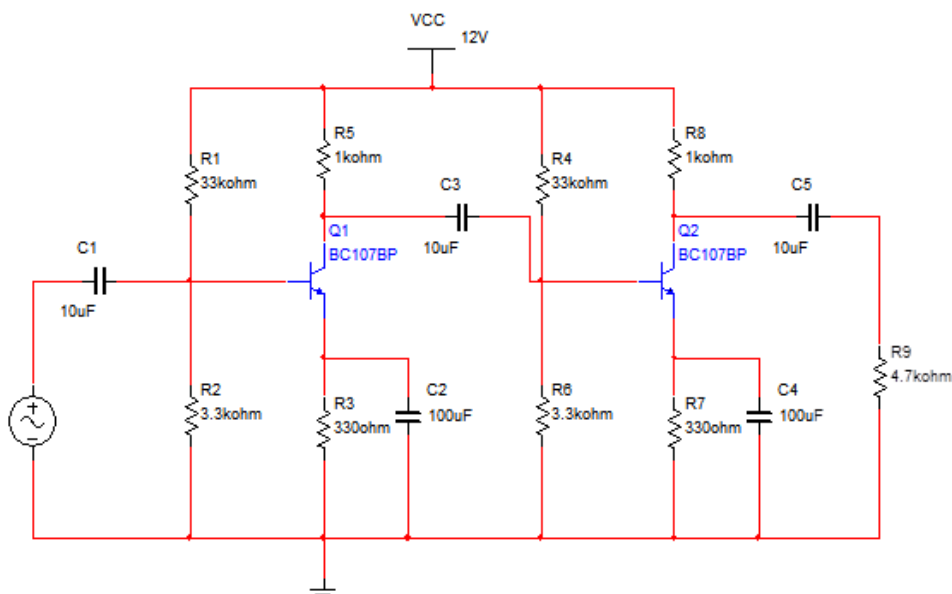 VCC
12V
R1
33kohm
R5
1kohm
C3
10uF
R4
33kohm
R8
1kohm
C5
10uF
Q1
BC107BP
Q2
BC107BP
C1
10uF
R2
3.3kohm
R3
330ohm
C2
100uF
R6
3.3kohm
R7
330ohm
C4
100uF
R9
4.7kohm